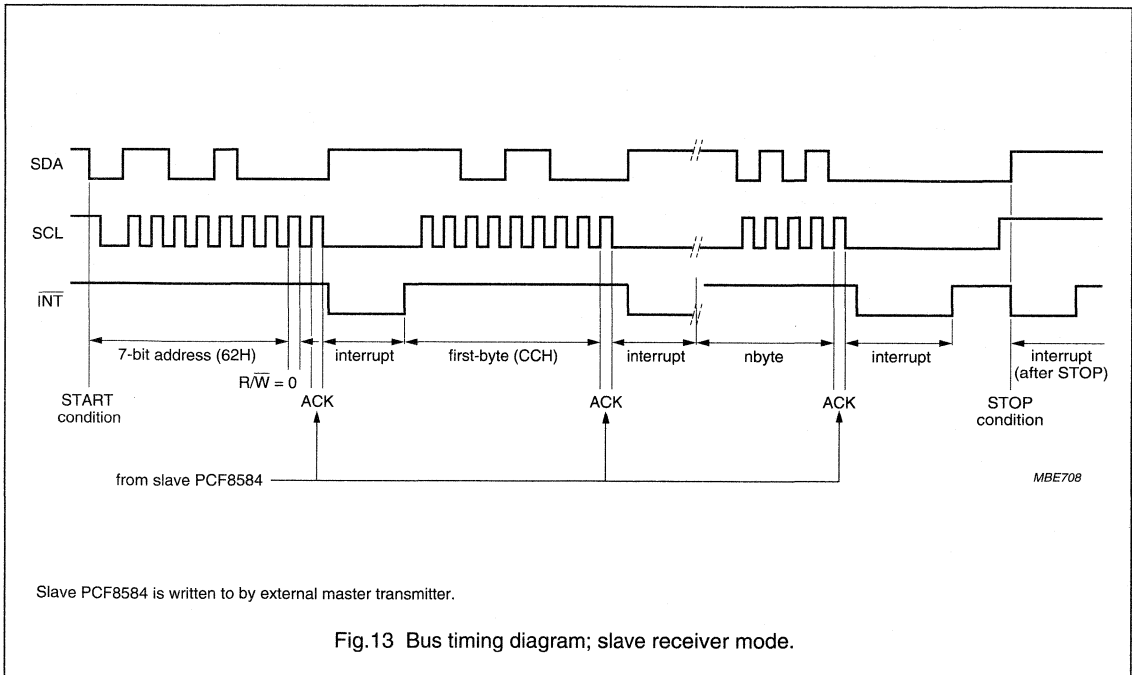 SDA
SCL
INT
7-bit address (62H)
interrupt
first-byte (CCH)
interrupt
nbyte
interrupt
interrupt
(after STOP)
R/W = 0
START
condition
ACK
ACK
ACK
STOP
condition
from slave PCF8584
MBE708
Slave PCF8584 is written to by external master transmitter.
Fig.13 Bus timing diagram; slave receiver mode.